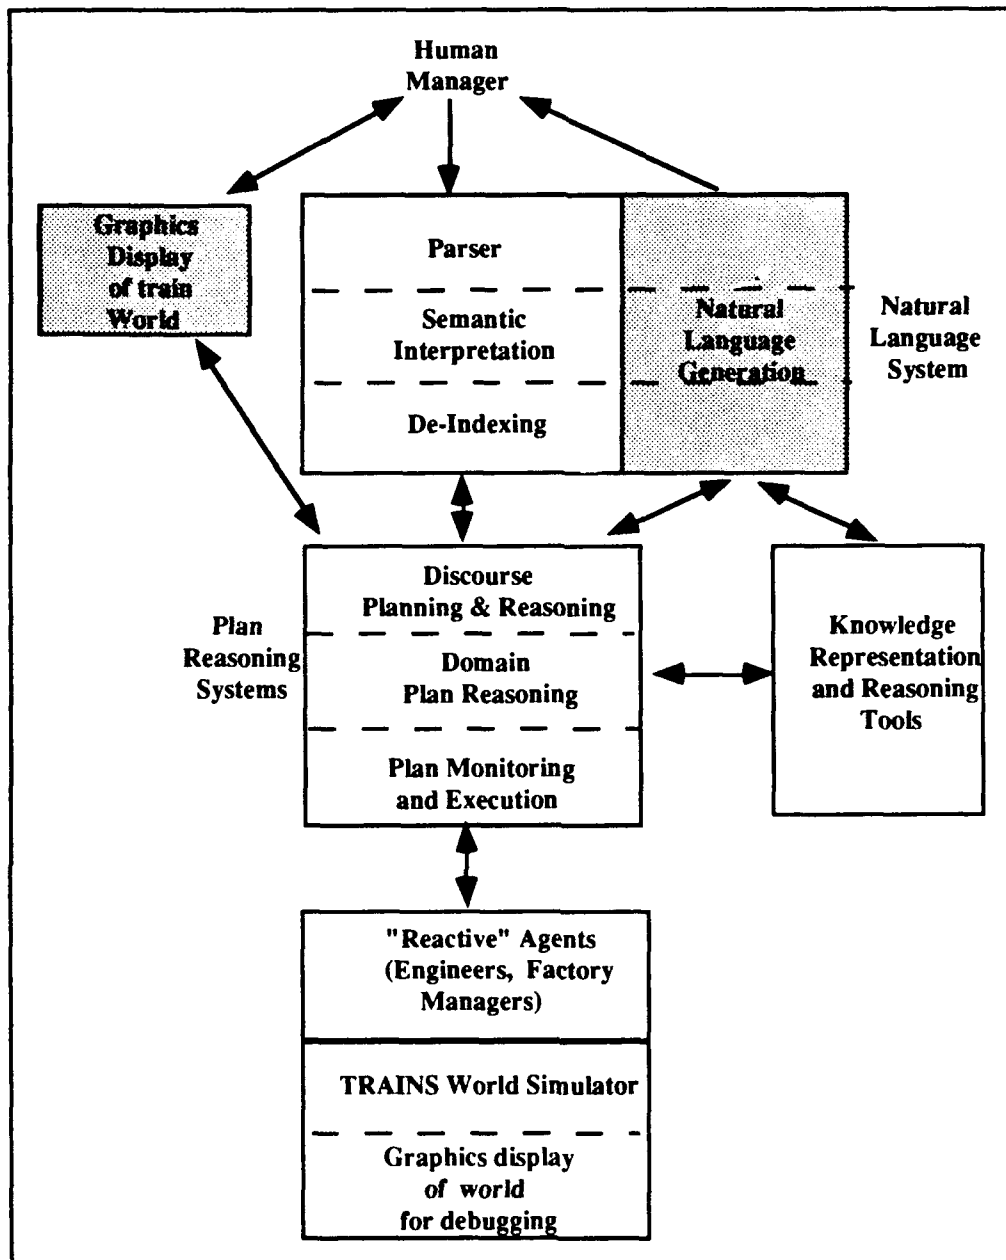 Human
Manager
Graphics
Display
of train
World
Parser
Semantic
Interpretation
De-Indexing
Natural
Language
Generation
Natural
Language
System
Plan
Reasoning
Systems
Discourse
Planning & Reasoning
Domain
Plan Reasoning
Plan Monitoring
and Execution
Knowledge
Representation
and Reasoning
Tools
"Reactive" Agents
(Engineers, Factory
Managers)
TRAINS World Simulator
Graphics display
of world
for debugging